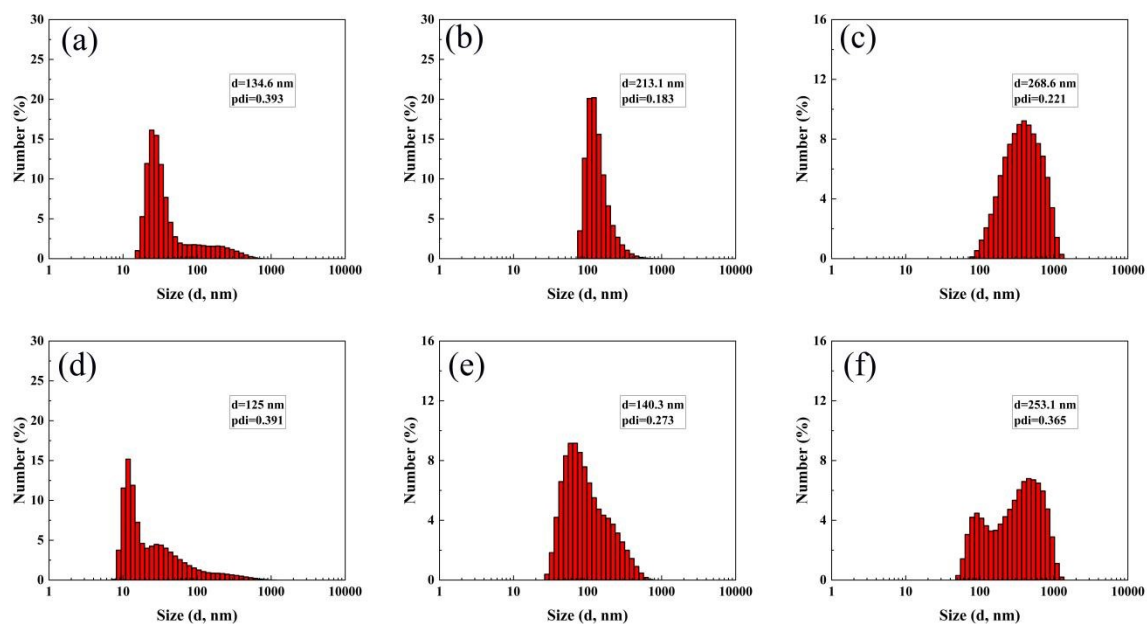 (a)
d=134.6 nm
pdi=0.393
Number (%)
30
25
20
15
10
5
0
1 10 100 1000 10000
Size (d, nm)
(b)
d=213.1 nm
pdi=0.183
Number (%)
30
25
20
15
10
5
0
1 10 100 1000 10000
Size (d, nm)
(c)
d=268.6 nm
pdi=0.221
Number (%)
16
12
8
4
0
1 10 100 1000 10000
Size (d, nm)
(d)
d=125 nm
pdi=0.391
Number (%)
30
25
20
15
10
5
0
1 10 100 1000 10000
Size (d, nm)
(e)
d=140.3 nm
pdi=0.273
Number (%)
16
12
8
4
0
1 10 100 1000 10000
Size (d, nm)
(f)
d=253.1 nm
pdi=0.365
Number (%)
16
12
8
4
0
1 10 100 1000 10000
Size (d, nm)